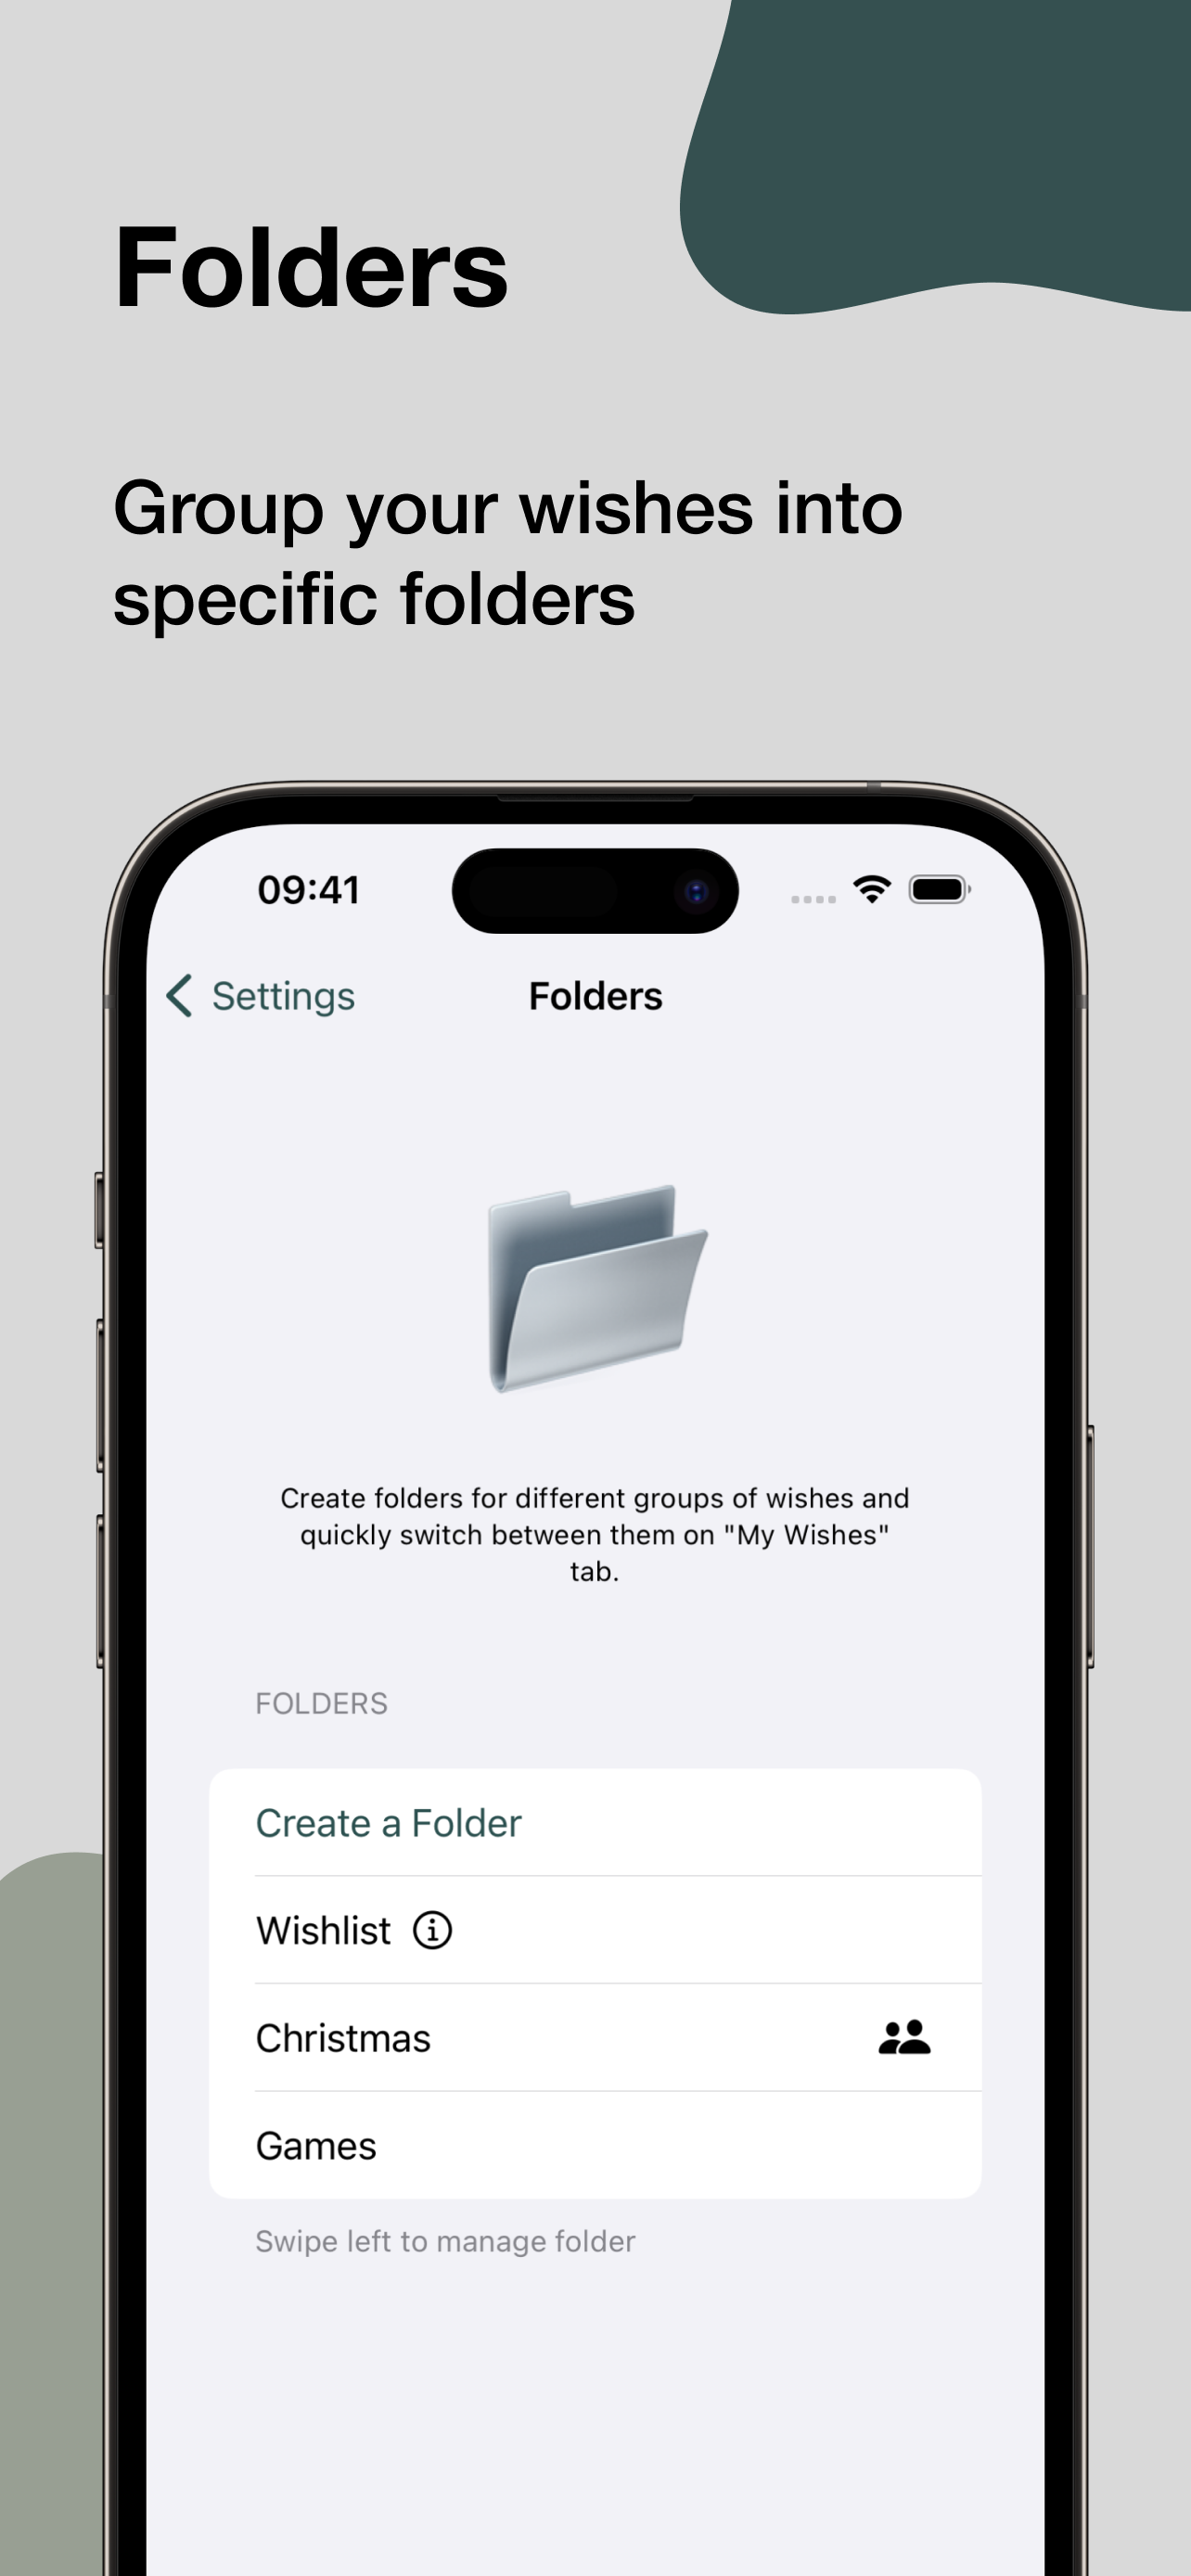 Folders
Group your wishes into
specific folders
09:41
Settings
Folders
Create folders for different groups of wishes and
quickly switch between them on "My Wishes"
tab.
FOLDERS
Create a Folder
Wishlist
Christmas
Games
Swipe left to manage folder